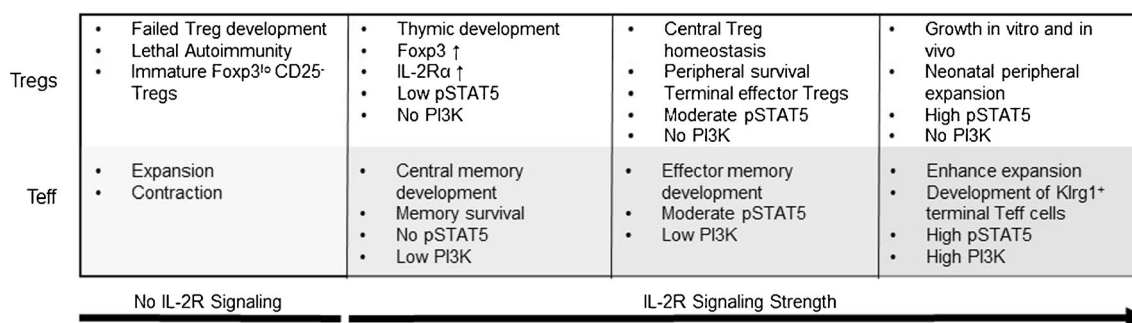 Tregs
• Failed Treg development
• Lethal Autoimmunity
• Immature Foxp3ˡᵒ CD25⁻
Tregs
• Thymic development
• Foxp3 ↑
• IL-2Rα ↑
• Low pSTAT5
• No PI3K
• Central Treg
homeostasis
• Peripheral survival
• Terminal effector Tregs
• Moderate pSTAT5
• No PI3K
• Growth in vitro and in
vivo
• Neonatal peripheral
expansion
• High pSTAT5
• No PI3K
Teff
• Expansion
• Contraction
• Central memory
development
• Memory survival
• No pSTAT5
• Low PI3K
• Effector memory
development
• Moderate pSTAT5
• Low PI3K
• Enhance expansion
• Development of Klrg1⁺
terminal Teff cells
• High pSTAT5
• High PI3K
No IL-2R Signaling
IL-2R Signaling Strength